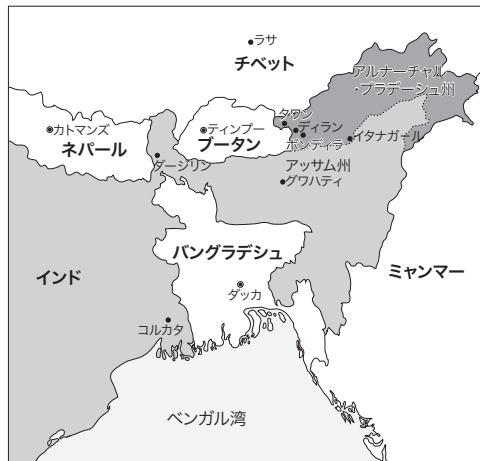 ラサ
チベット
アルナーチャル
・プラデーシュ州
タワン
カトマンズ
ティンプー
ディラン
イタナガール
ネパール
ブータン
ボンディラ
ダージリン
アッサム州
グワハティ
バングラデシュ
インド
ミャンマー
ダッカ
コルカタ
ベンガル湾